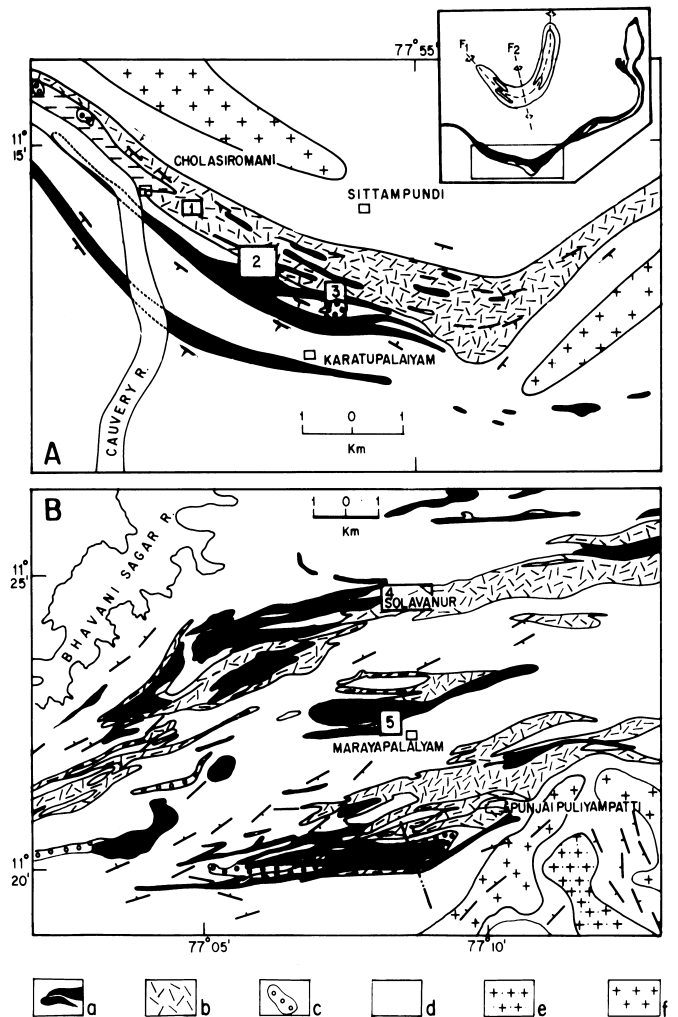 77° 55'
F₁
F₂
11°
15'
CHOLASIROMANI
SITTAMPUNDI
1
2
3
KARATUPALAIYAM
CAUVERY R.
1 0 1
Km
A
B
1 0 1
Km
BHAVANI SAGAR R.
11°
25'
4
SOLAVANUR
5
MARAYAPALALYAM
PUNJAI PULIYAMPATTI
11°
20'
77° 05'
77° 10'
a
b
c
d
e
f